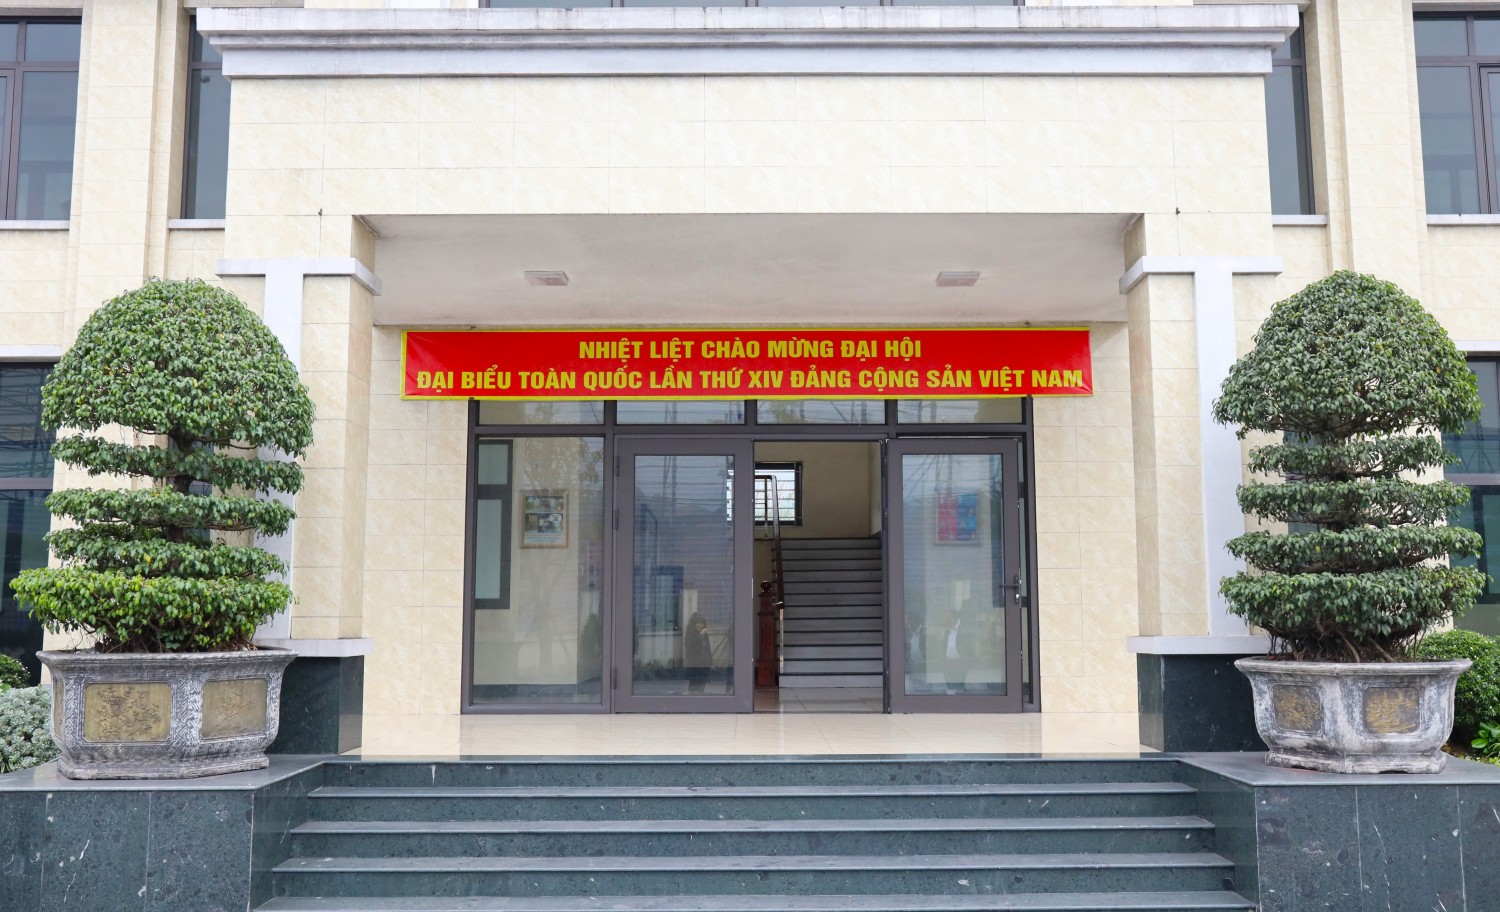 NHIỆT LIỆT CHÀO MỪNG ĐẠI HỘI
ĐẠI BIỂU TOÀN QUỐC LẦN THỨ XIV ĐẢNG CỘNG SẢN VIỆT NAM